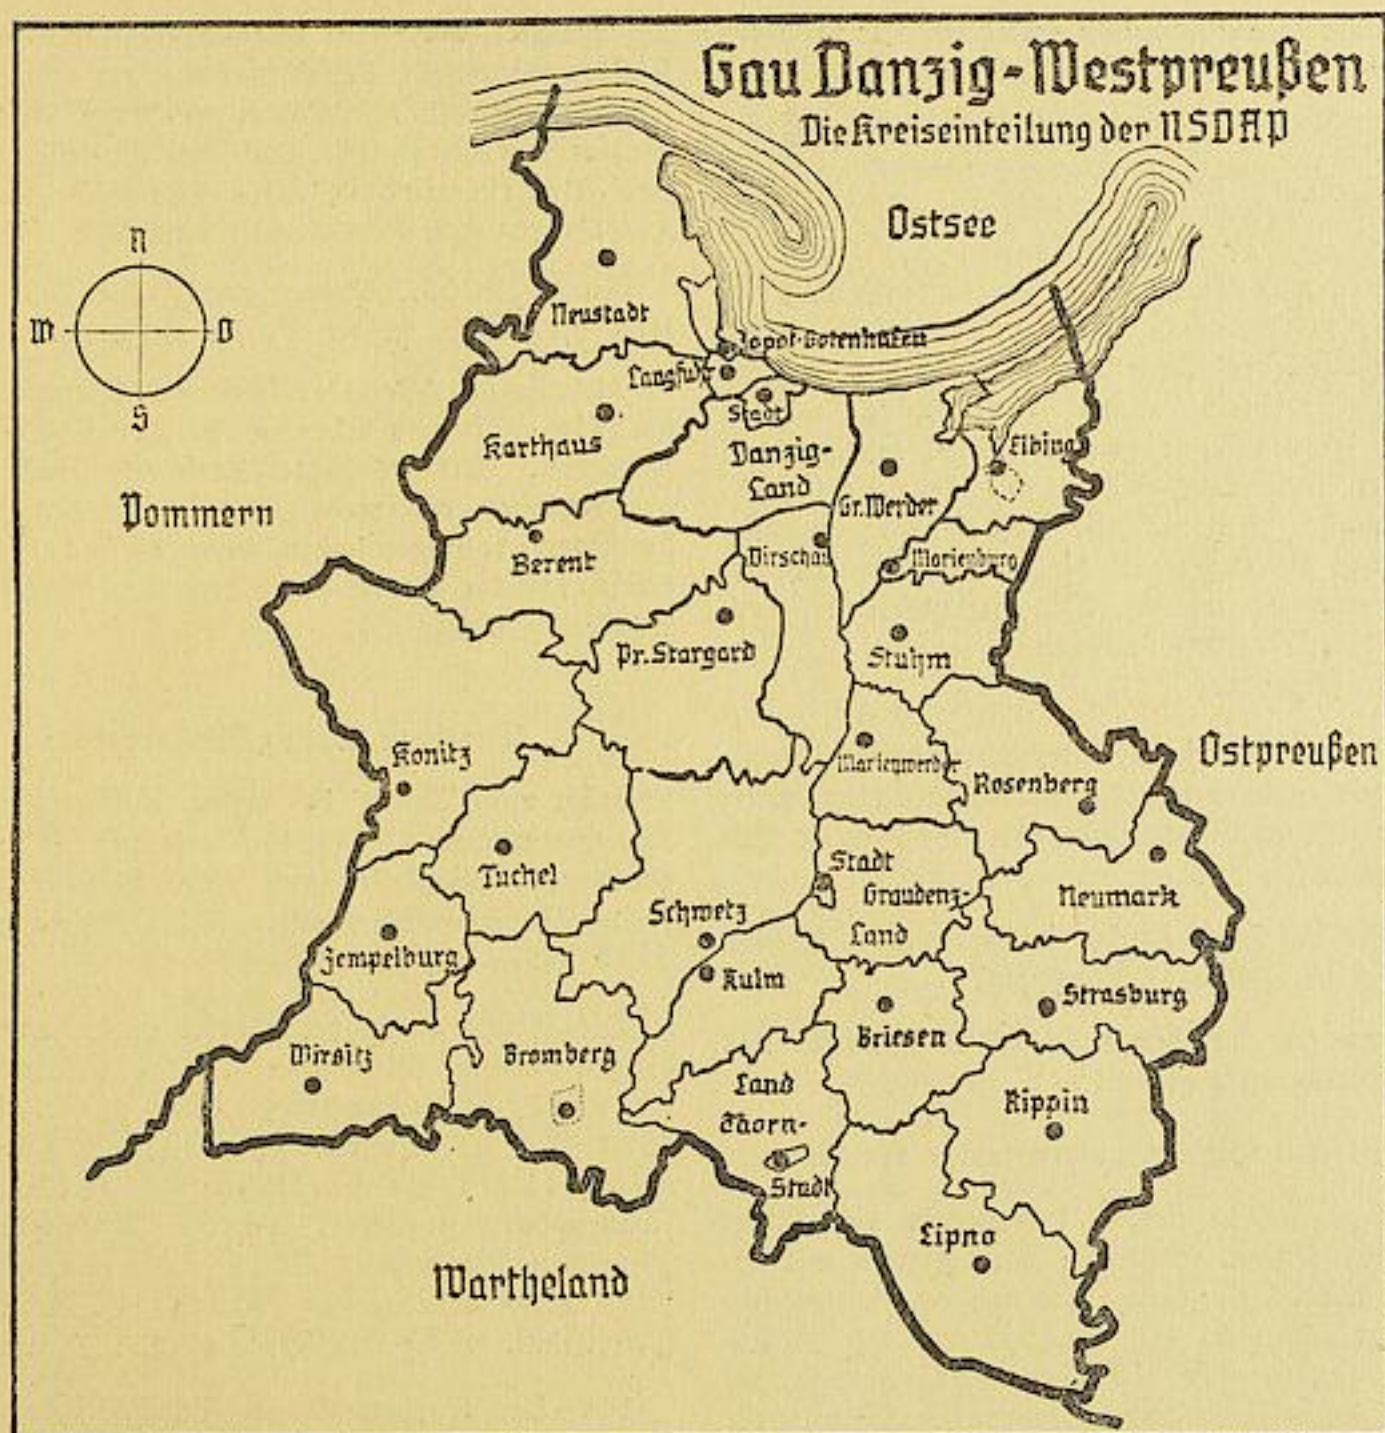 Gau Danzig-Westpreußen
Die Kreiseinteilung der NSDAP
Ostsee
N
W
O
S
Neustadt
Zopot-Gotenhafen
Langfuhr
Stadt
Karthaus
Danzig-
Land
Elbing
Gr. Werder
Pommern
Berent
Dirschau
Marienburg
Pr. Stargard
Stuhm
Konitz
Marienwerder
Rosenberg
Ostpreußen
Tuchel
Stadt
Graudenz-
Land
Neumark
Schwetz
Zempelburg
Kulm
Strasburg
Briesen
Wirsitz
Bromberg
Land
Thorn-
Stadt
Rippin
Lipno
Wartheland